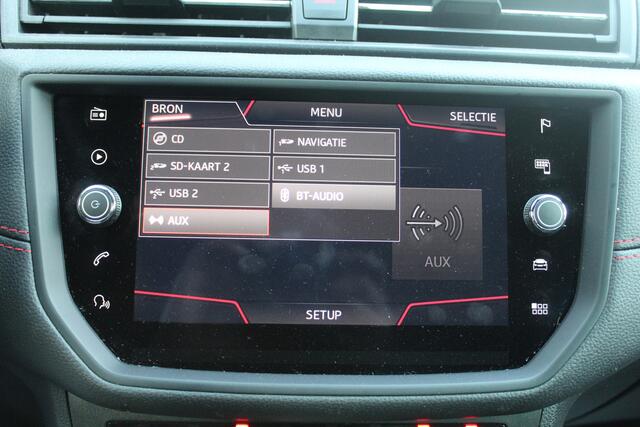 BRON
MENU
SELECTIE
CD
NAVIGATIE
SD-KAART 2
USB 1
USB 2
BT-AUDIO
AUX
AUX
SETUP